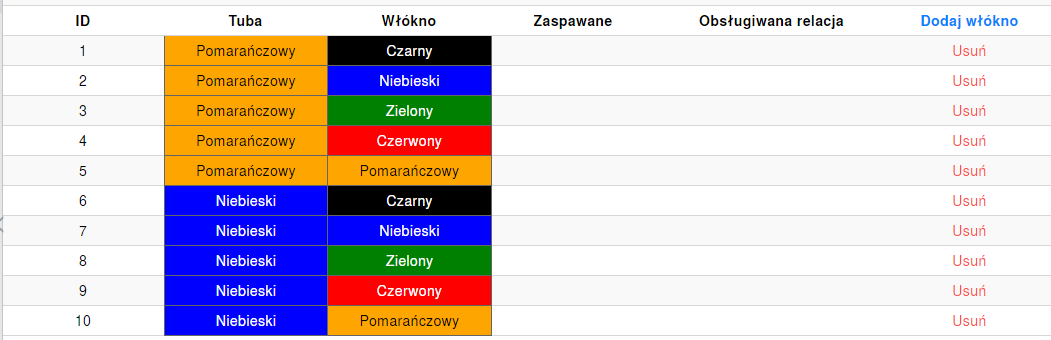 ID Tuba Włókno Zaspawane Obsługiwana relacja Dodaj włókno
1 Pomarańczowy Czarny Usuń
2 Pomarańczowy Niebieski Usuń
3 Pomarańczowy Zielony Usuń
4 Pomarańczowy Czerwony Usuń
5 Pomarańczowy Pomarańczowy Usuń
6 Niebieski Czarny Usuń
7 Niebieski Niebieski Usuń
8 Niebieski Zielony Usuń
9 Niebieski Czerwony Usuń
10 Niebieski Pomarańczowy Usuń